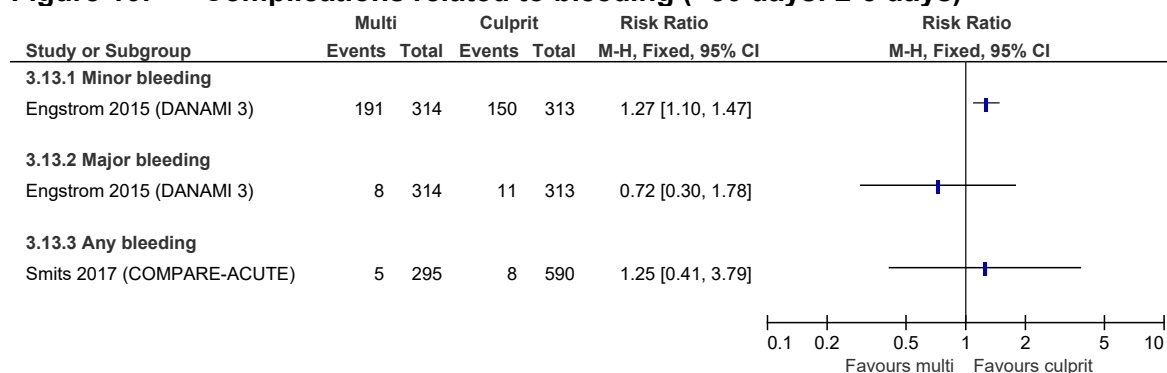 Multi Culprit Risk Ratio Risk Ratio
Study or Subgroup Events Total Events Total M-H, Fixed, 95% CI M-H, Fixed, 95% CI
3.13.1 Minor bleeding
Engstrom 2015 (DANAMI 3) 191 314 150 313 1.27 [1.10, 1.47]
3.13.2 Major bleeding
Engstrom 2015 (DANAMI 3) 8 314 11 313 0.72 [0.30, 1.78]
3.13.3 Any bleeding
Smits 2017 (COMPARE-ACUTE) 5 295 8 590 1.25 [0.41, 3.79]
0.1 0.2 0.5 1 2 5 10
Favours multi Favours culprit